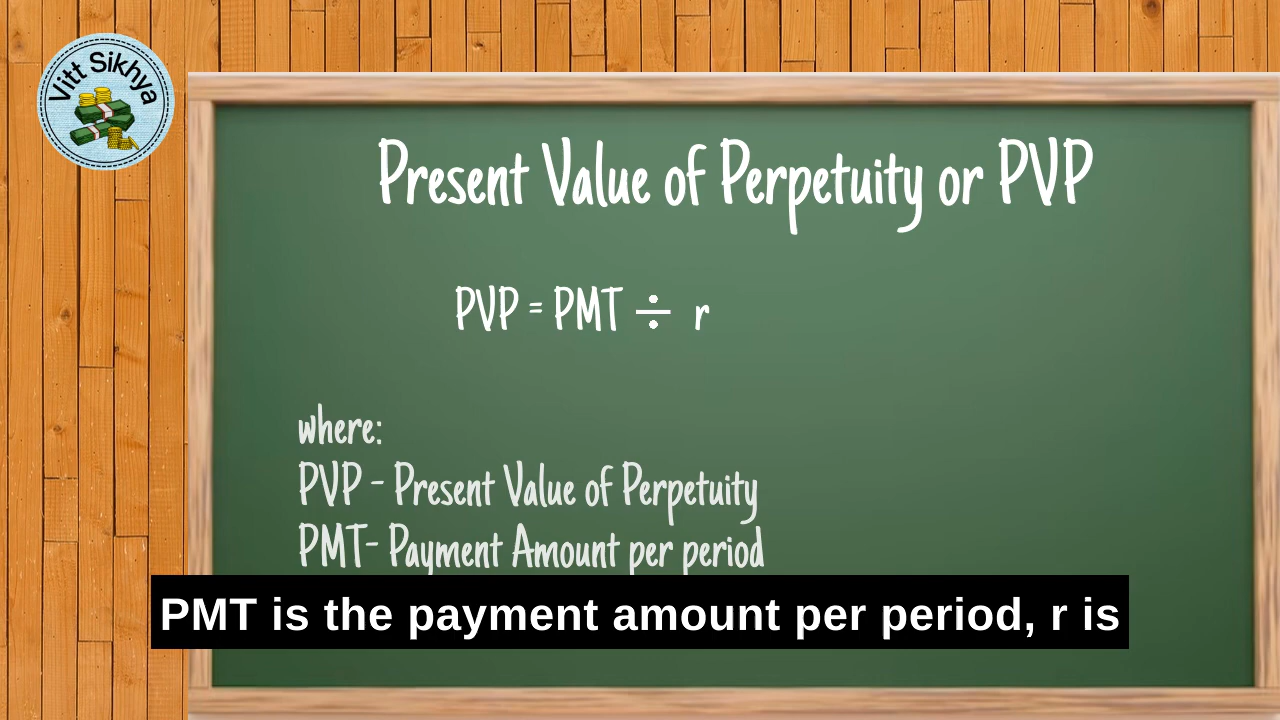 Vitt Sikhya
Present Value of Perpetuity or PVP
PVP = PMT ÷ r
where:
PVP - Present Value of Perpetuity
PMT- Payment Amount per period
PMT is the payment amount per period, r is